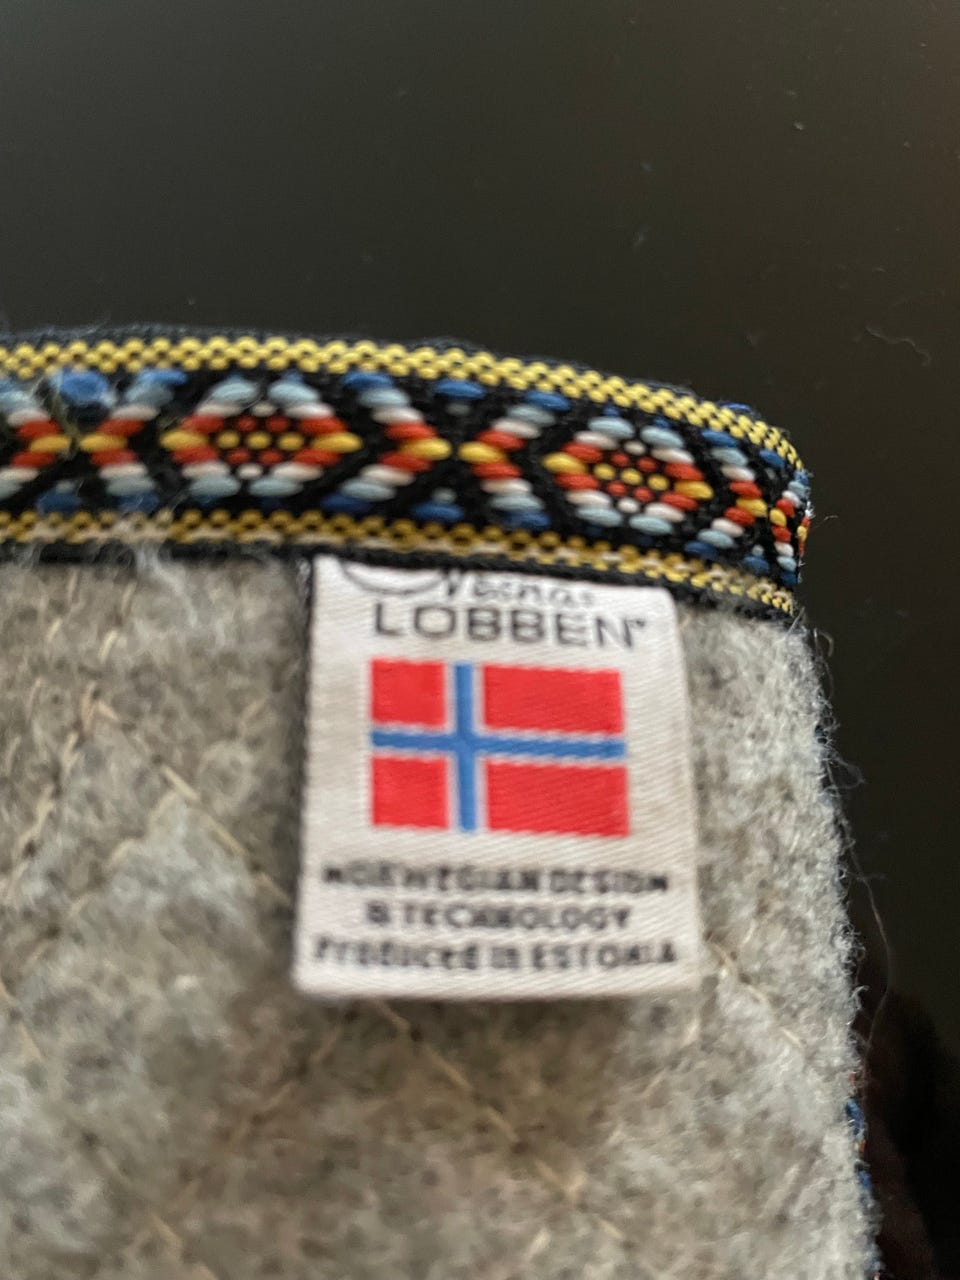 LOBBEN
NORWEGIAN DESIGN
& TECHNOLOGY
Produced in ESTONIA